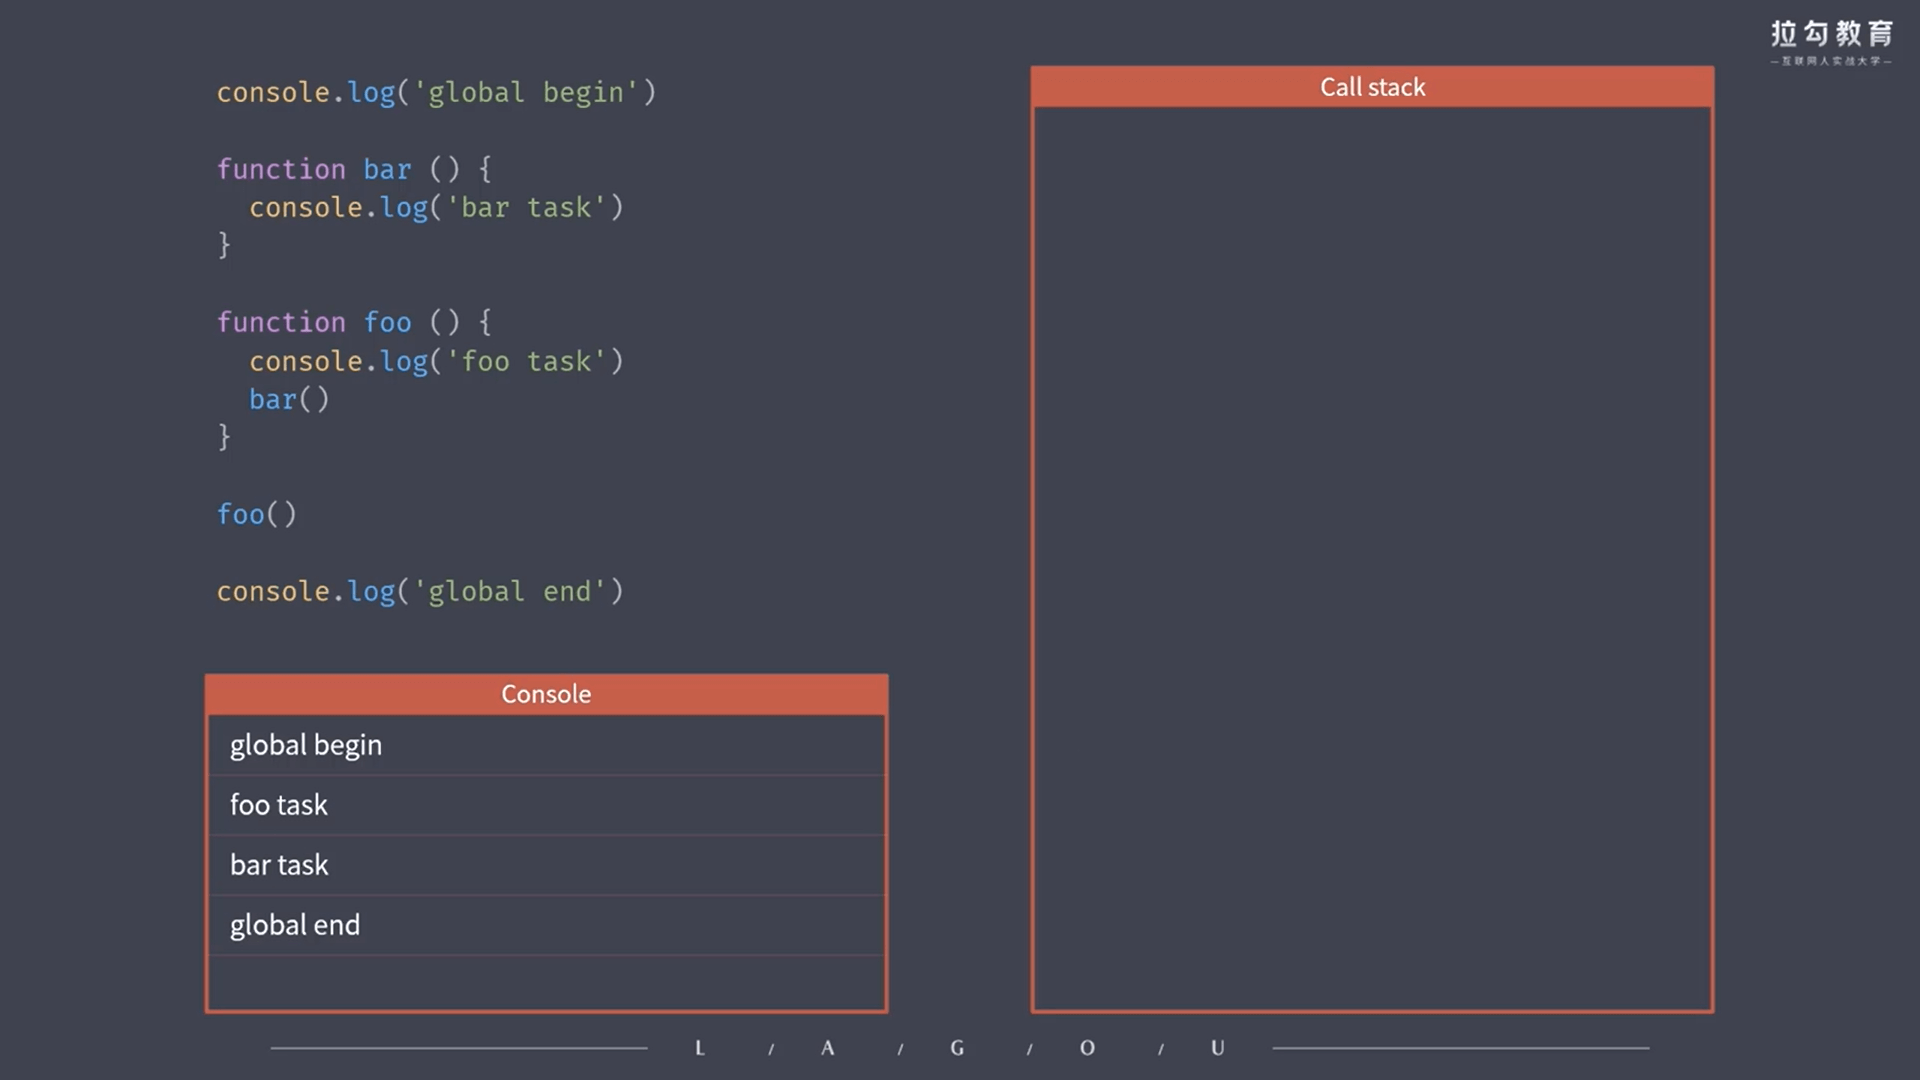 拉勾教育
—互联网人实战大学—
console.log('global begin')
function bar () {
  console.log('bar task')
}
function foo () {
  console.log('foo task')
  bar()
}
foo()
console.log('global end')
Call stack
Console
global begin
foo task
bar task
global end
L / A / G / O / U